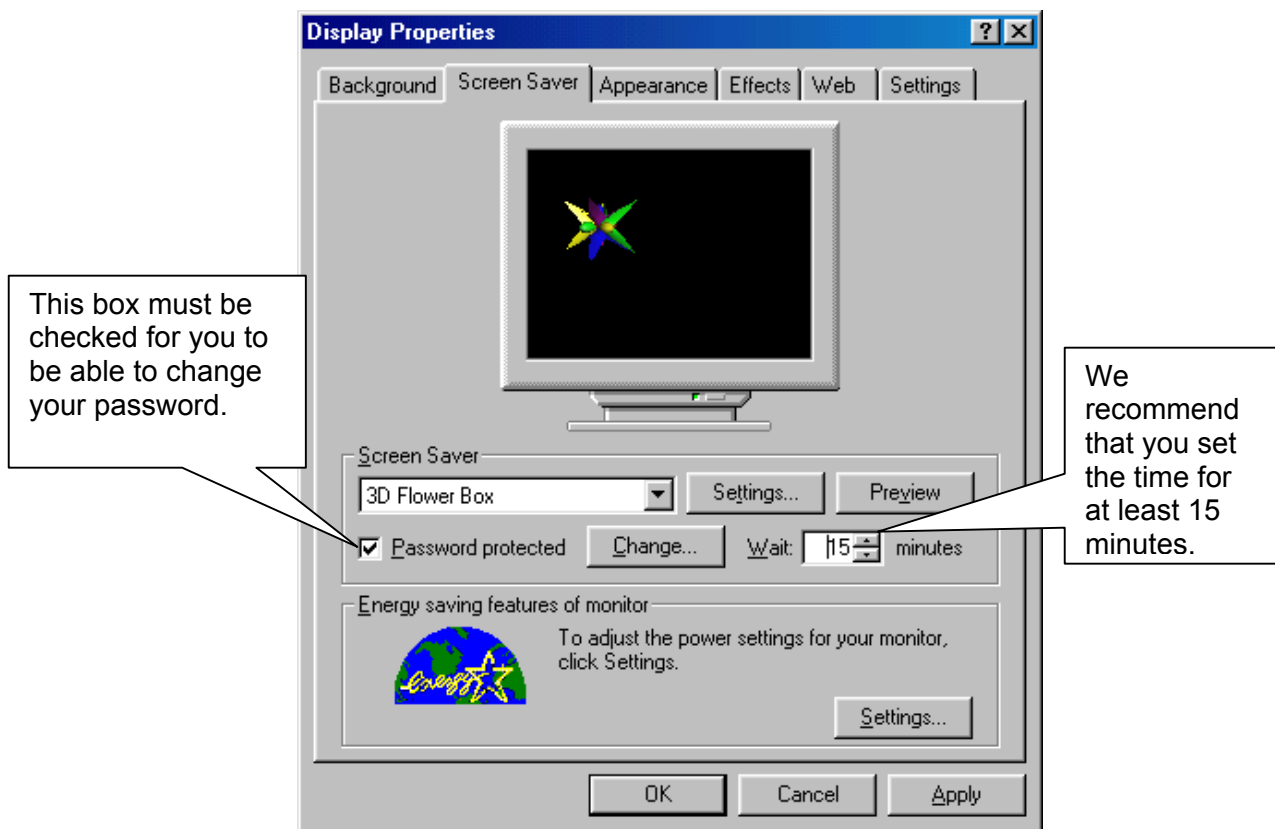 Display Properties
Background Screen Saver Appearance Effects Web Settings
This box must be
checked for you to
be able to change
your password.
We
recommend
that you set
the time for
at least 15
minutes.
Screen Saver
3D Flower Box Settings... Preview
Password protected Change... Wait: 15 minutes
Energy saving features of monitor
energy
To adjust the power settings for your monitor,
click Settings.
Settings...
OK Cancel Apply